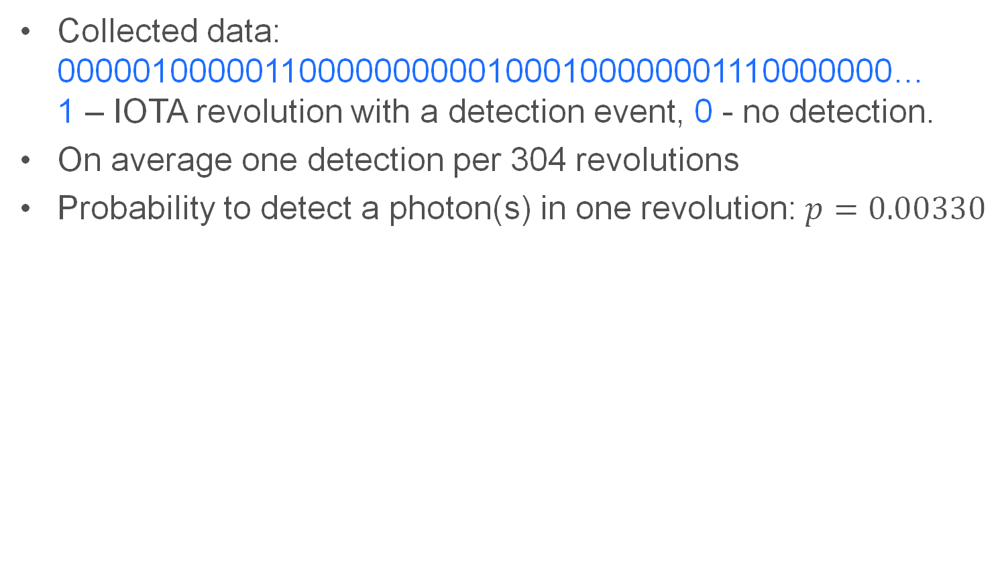 • Collected data:
000001000001100000000001000100000001110000000…
1 – IOTA revolution with a detection event, 0 - no detection.
• On average one detection per 304 revolutions
• Probability to detect a photon(s) in one revolution: 𝑝 = 0.00330